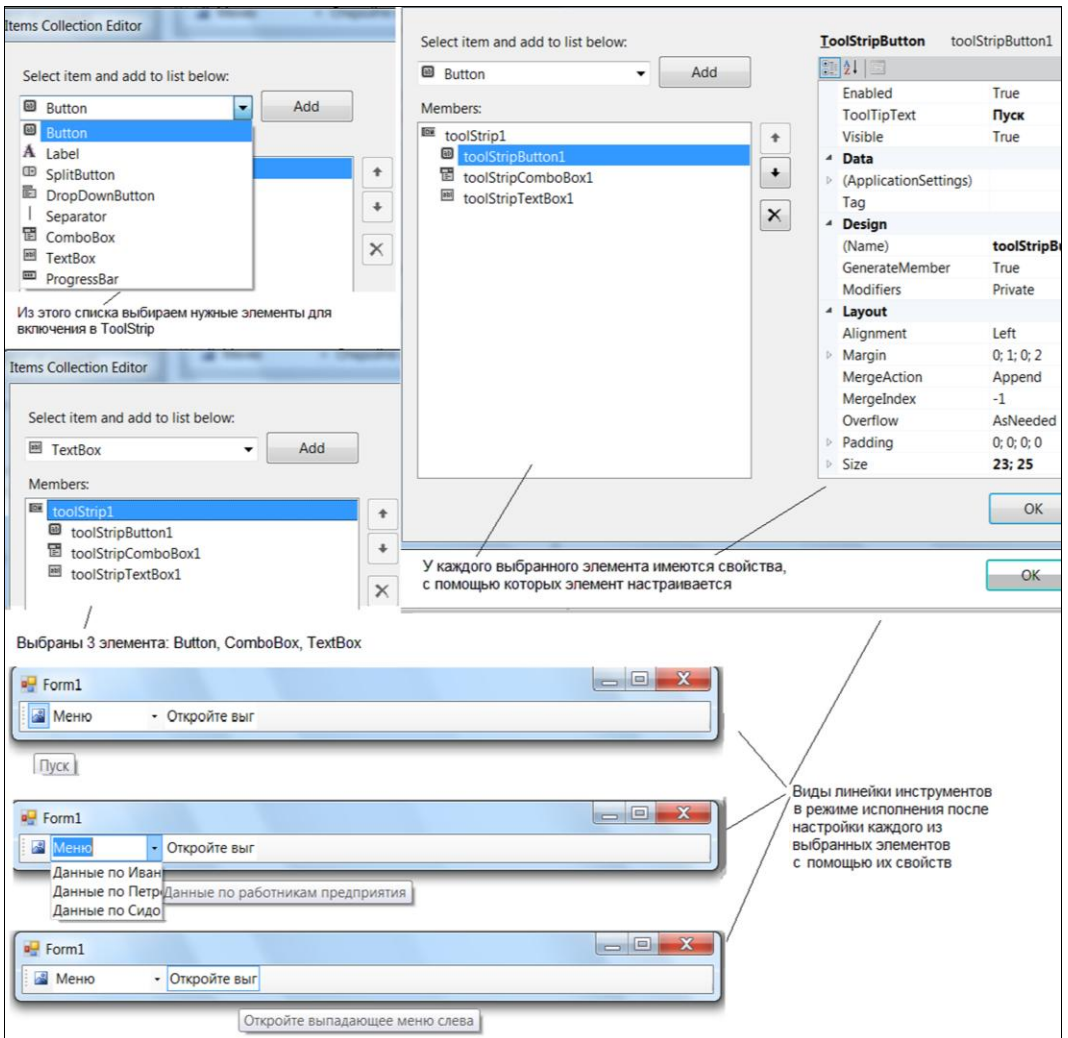 Items Collection Editor
Select item and add to list below:
Button
Add
Button
Label
SplitButton
DropDownButton
Separator
ComboBox
TextBox
ProgressBar
Из этого списка выбираем нужные элементы для
включения в ToolStrip
Items Collection Editor
Select item and add to list below:
TextBox
Add
Members:
toolStrip1
toolStripButton1
toolStripComboBox1
toolStripTextBox1
Выбраны 3 элемента: Button, ComboBox, TextBox
Select item and add to list below:
Button
Add
Members:
toolStrip1
toolStripButton1
toolStripComboBox1
toolStripTextBox1
ToolStripButton toolStripButton1
Enabled True
ToolTipText Пуск
Visible True
Data
(ApplicationSettings)
Tag
Design
(Name) toolStripBu
GenerateMember True
Modifiers Private
Layout
Alignment Left
Margin 0; 1; 0; 2
MergeAction Append
MergeIndex -1
Overflow AsNeeded
Padding 0; 0; 0; 0
Size 23; 25
OK
У каждого выбранного элемента имеются свойства,
с помощью которых элемент настраивается
OK
Form1
Меню Откройте выг
Пуск
Form1
Меню Откройте выг
Данные по Иван
Данные по Петр
Данные по работникам предприятия
Данные по Сидо
Form1
Меню Откройте выг
Откройте выпадающее меню слева
Виды линейки инструментов
в режиме исполнения после
настройки каждого из
выбранных элементов
с помощью их свойств